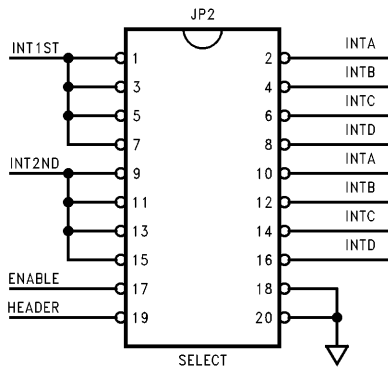 JP2
INT1ST 1 2 INTA
3 4 INTB
5 6 INTC
7 8 INTD
INT2ND 9 10 INTA
11 12 INTB
13 14 INTC
15 16 INTD
ENABLE 17 18
HEADER 19 20
SELECT